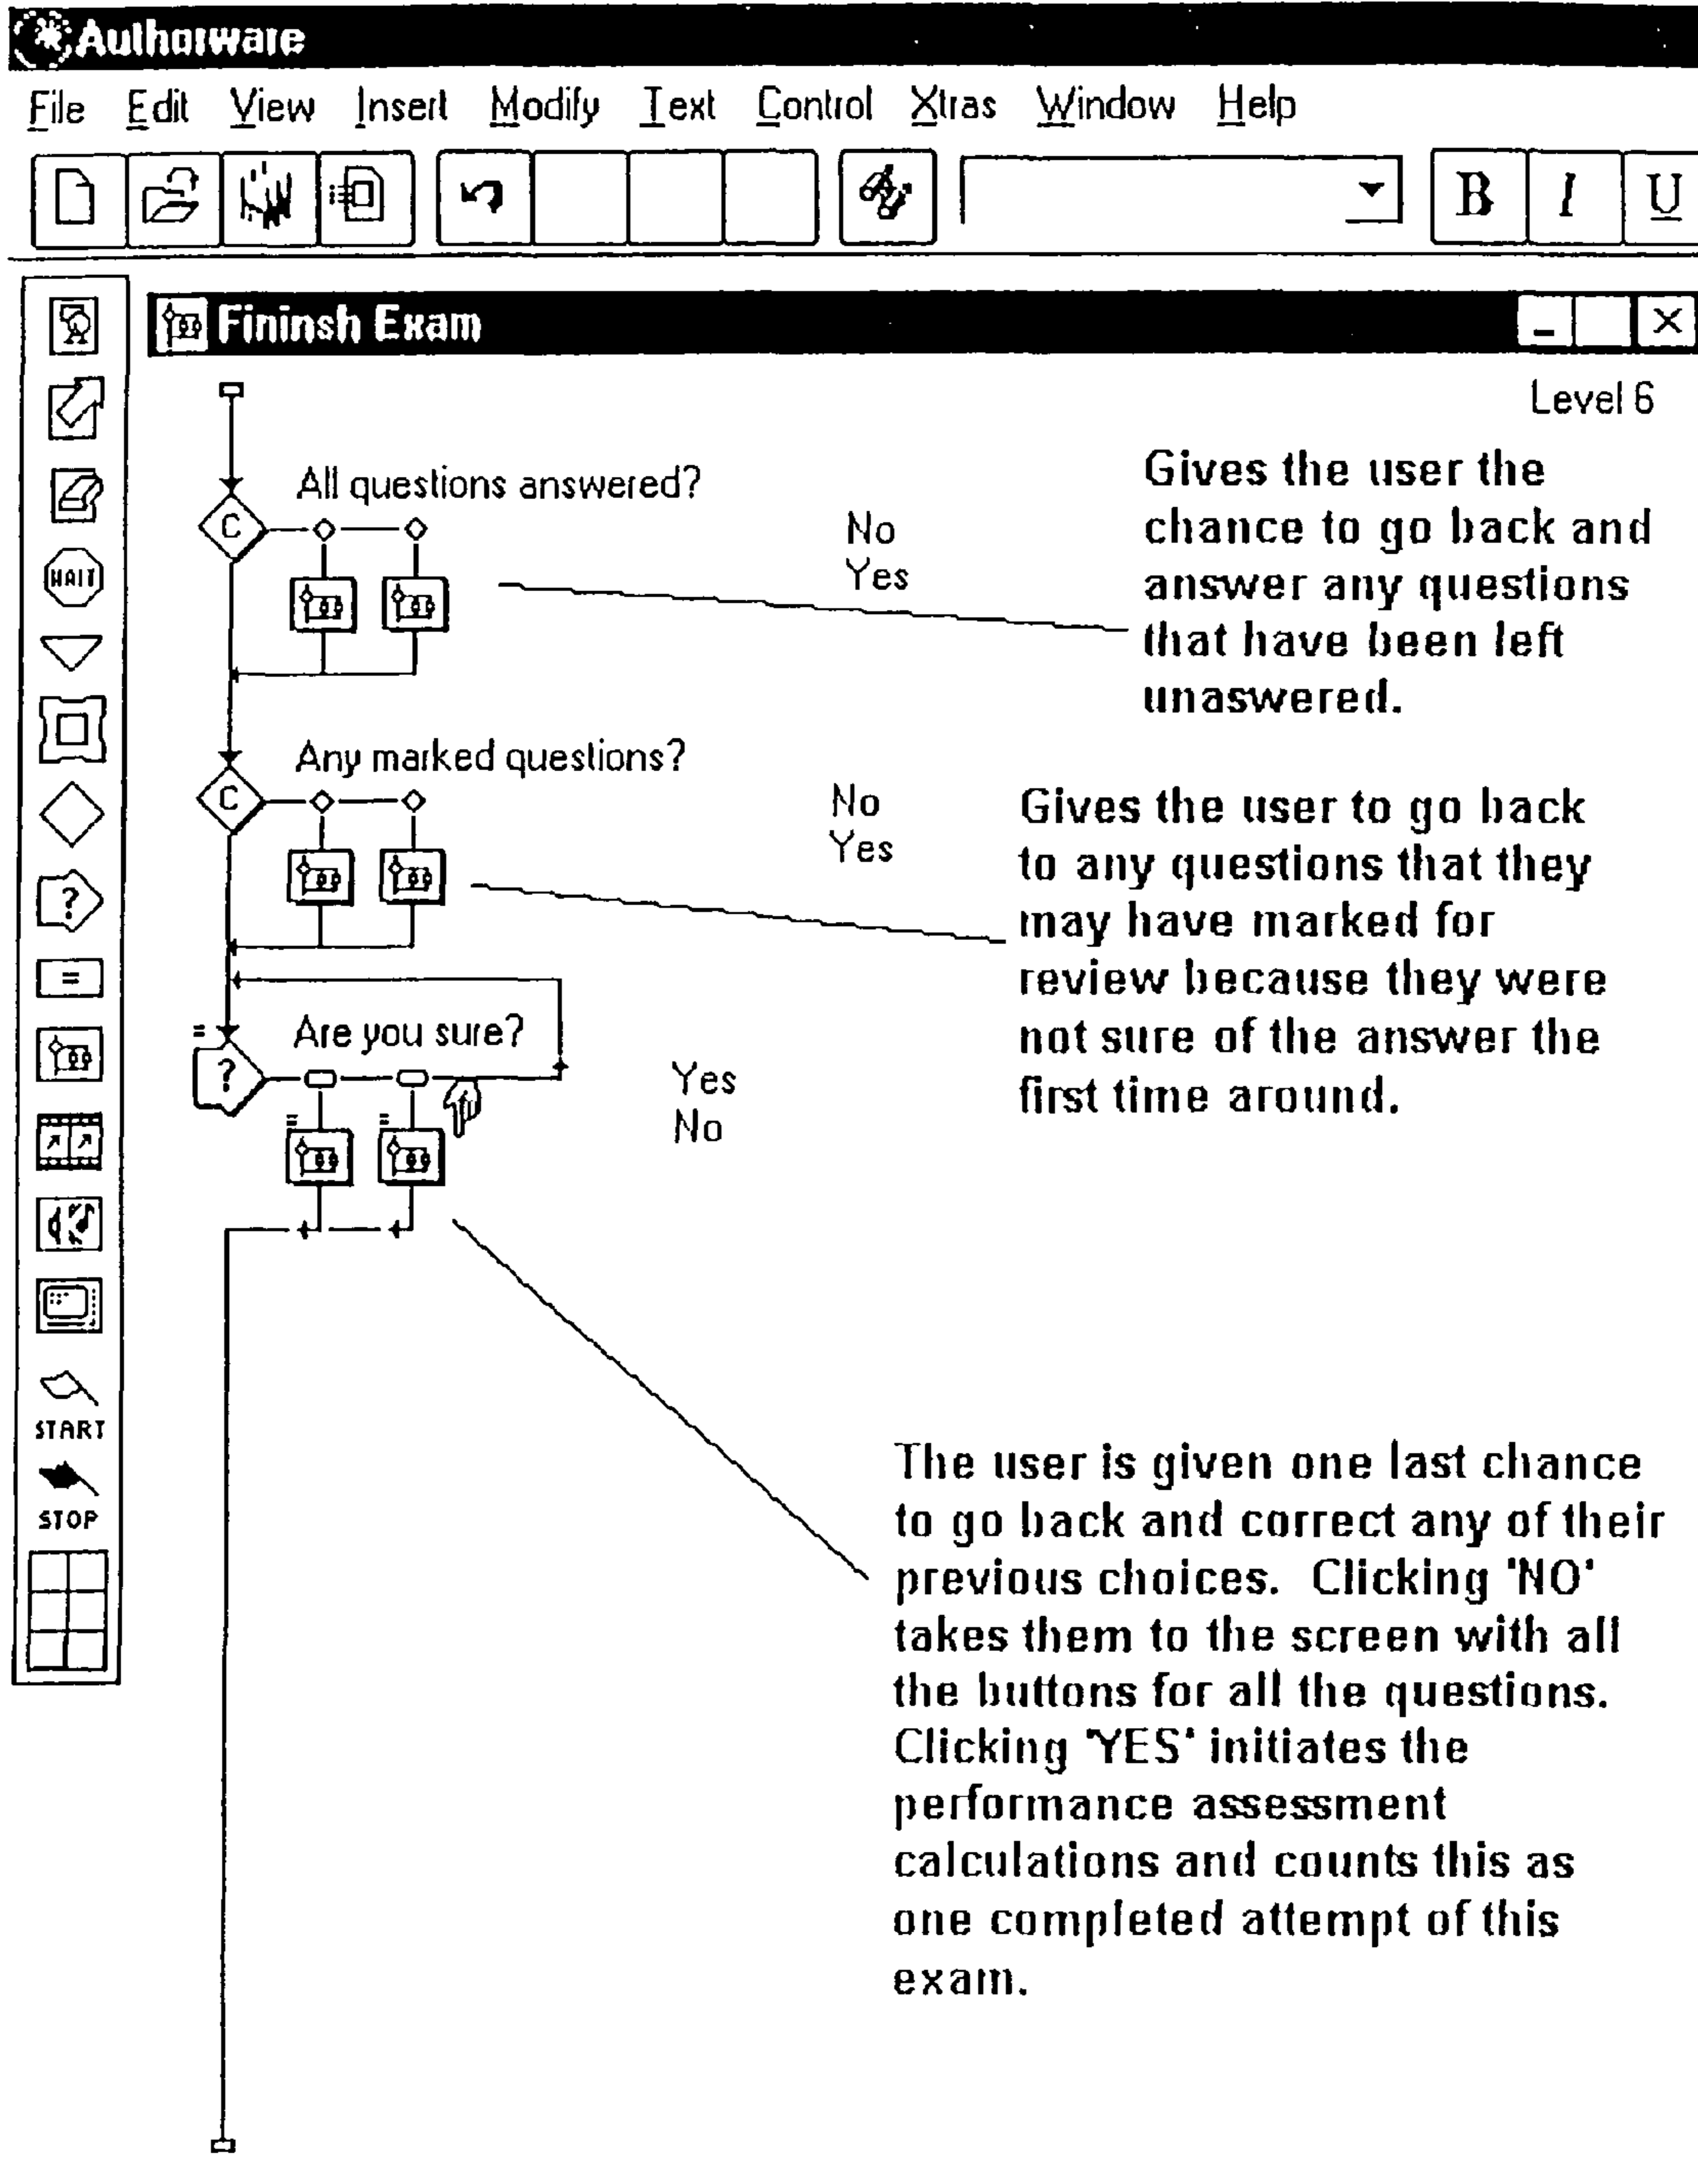 Authorware
File Edit View Insert Modify Text Control Xtras Window Help
B I U
Fininsh Exam
Level 6
All questions answered?
C
No
Yes
Gives the user the
chance to go back and
answer any questions
that have been left
unaswered.
Any marked questions?
C
No
Yes
Gives the user to go back
to any questions that they
may have marked for
review because they were
not sure of the answer the
first time around.
= Are you sure?
?
Yes
No
= =
The user is given one last chance
to go back and correct any of their
previous choices. Clicking 'NO'
takes them to the screen with all
the buttons for all the questions.
Clicking 'YES' initiates the
performance assessment
calculations and counts this as
one completed attempt of this
exam.
WAIT
?
=
START
STOP